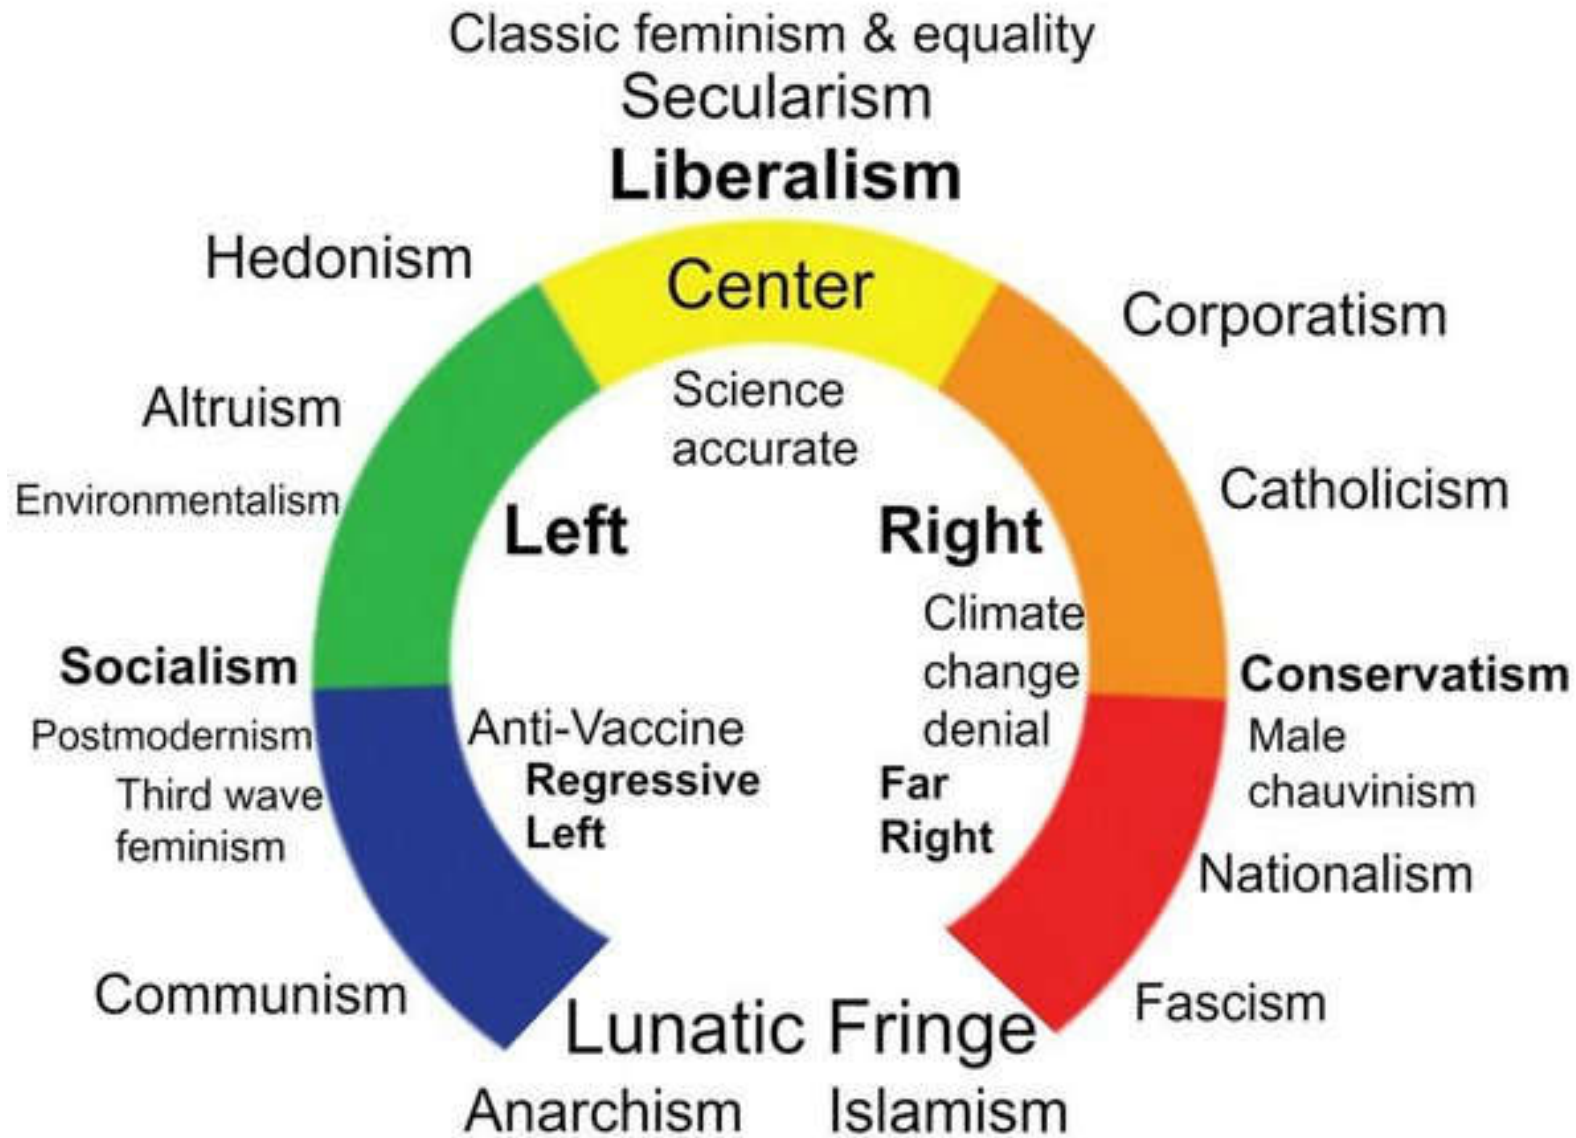 Classic feminism & equality
Secularism
Liberalism
Hedonism
Center
Corporatism
Science
accurate
Altruism
Environmentalism
Left
Right
Catholicism
Climate
change
denial
Socialism
Conservatism
Postmodernism
Anti-Vaccine
Male
chauvinism
Third wave
feminism
Regressive
Left
Far
Right
Nationalism
Communism
Lunatic Fringe
Fascism
Anarchism
Islamism